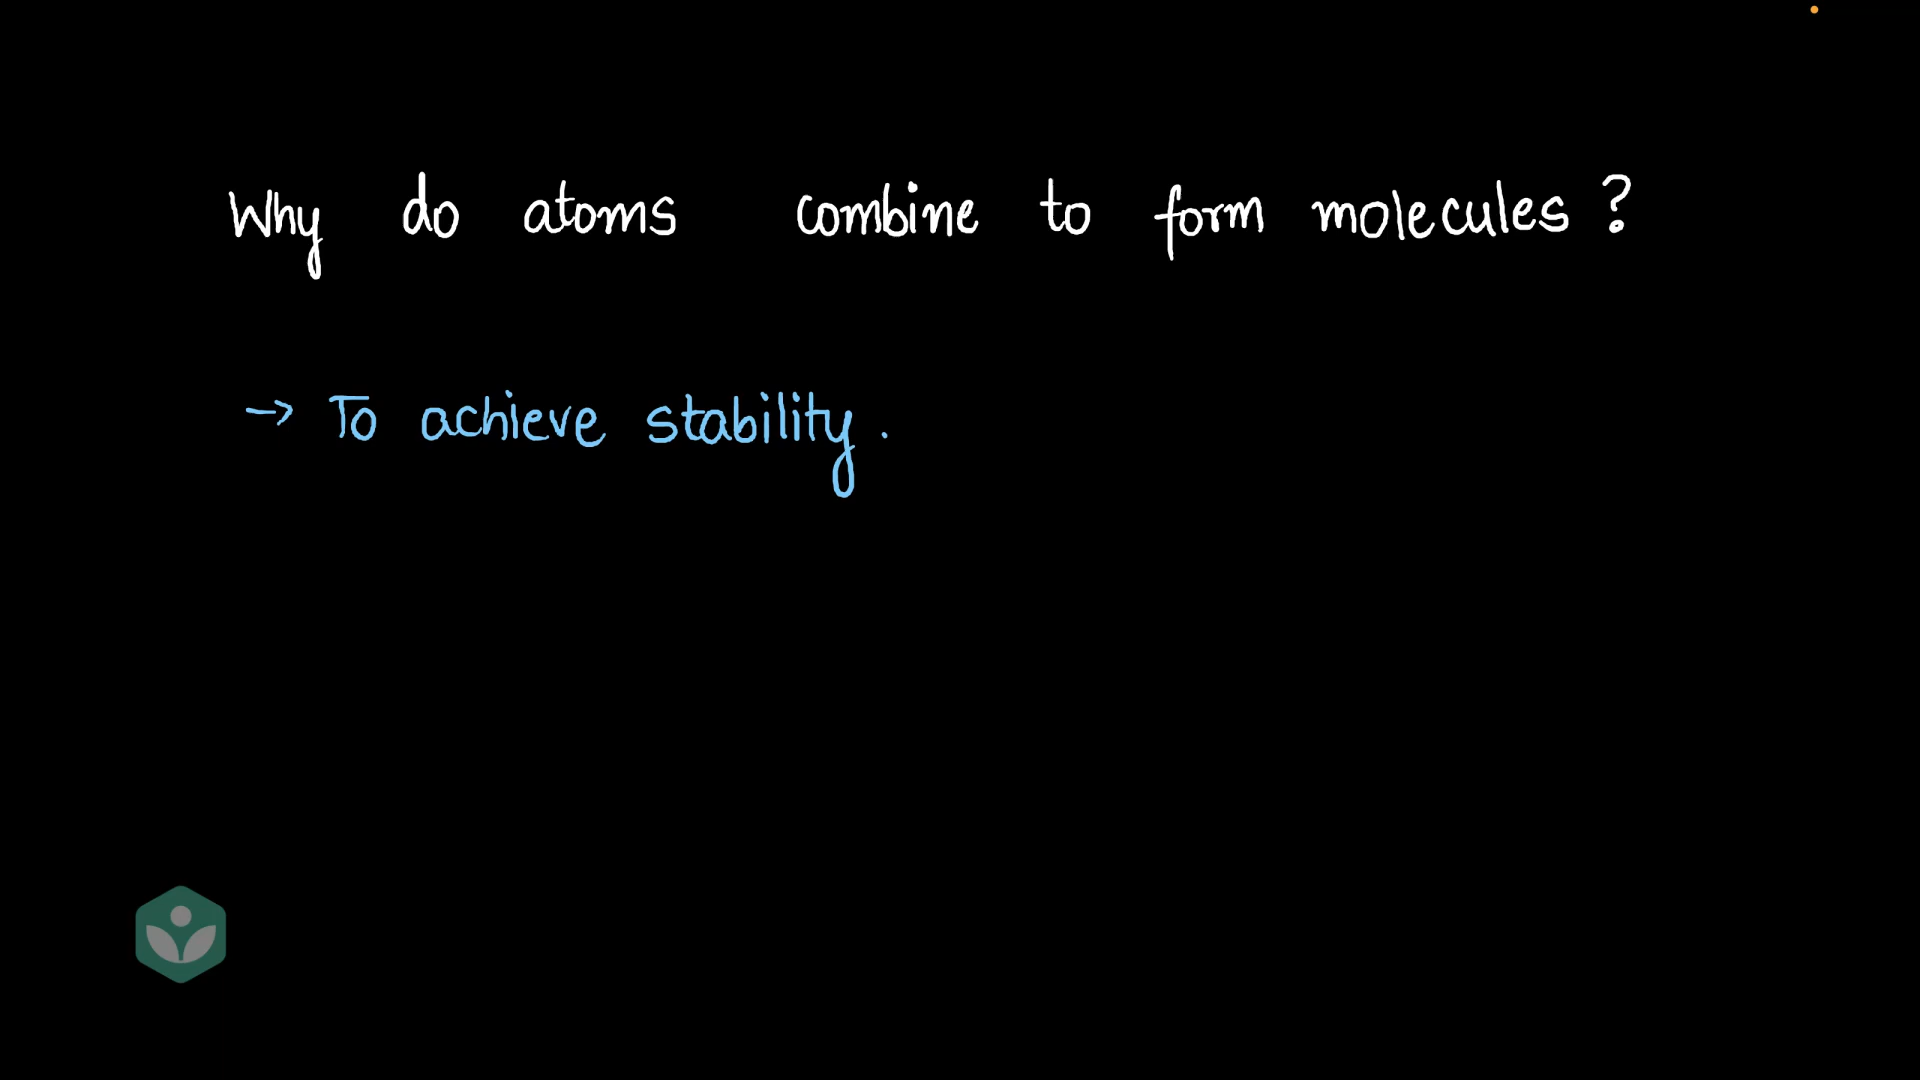 Why do atoms combine to form molecules?
→ To achieve stability.